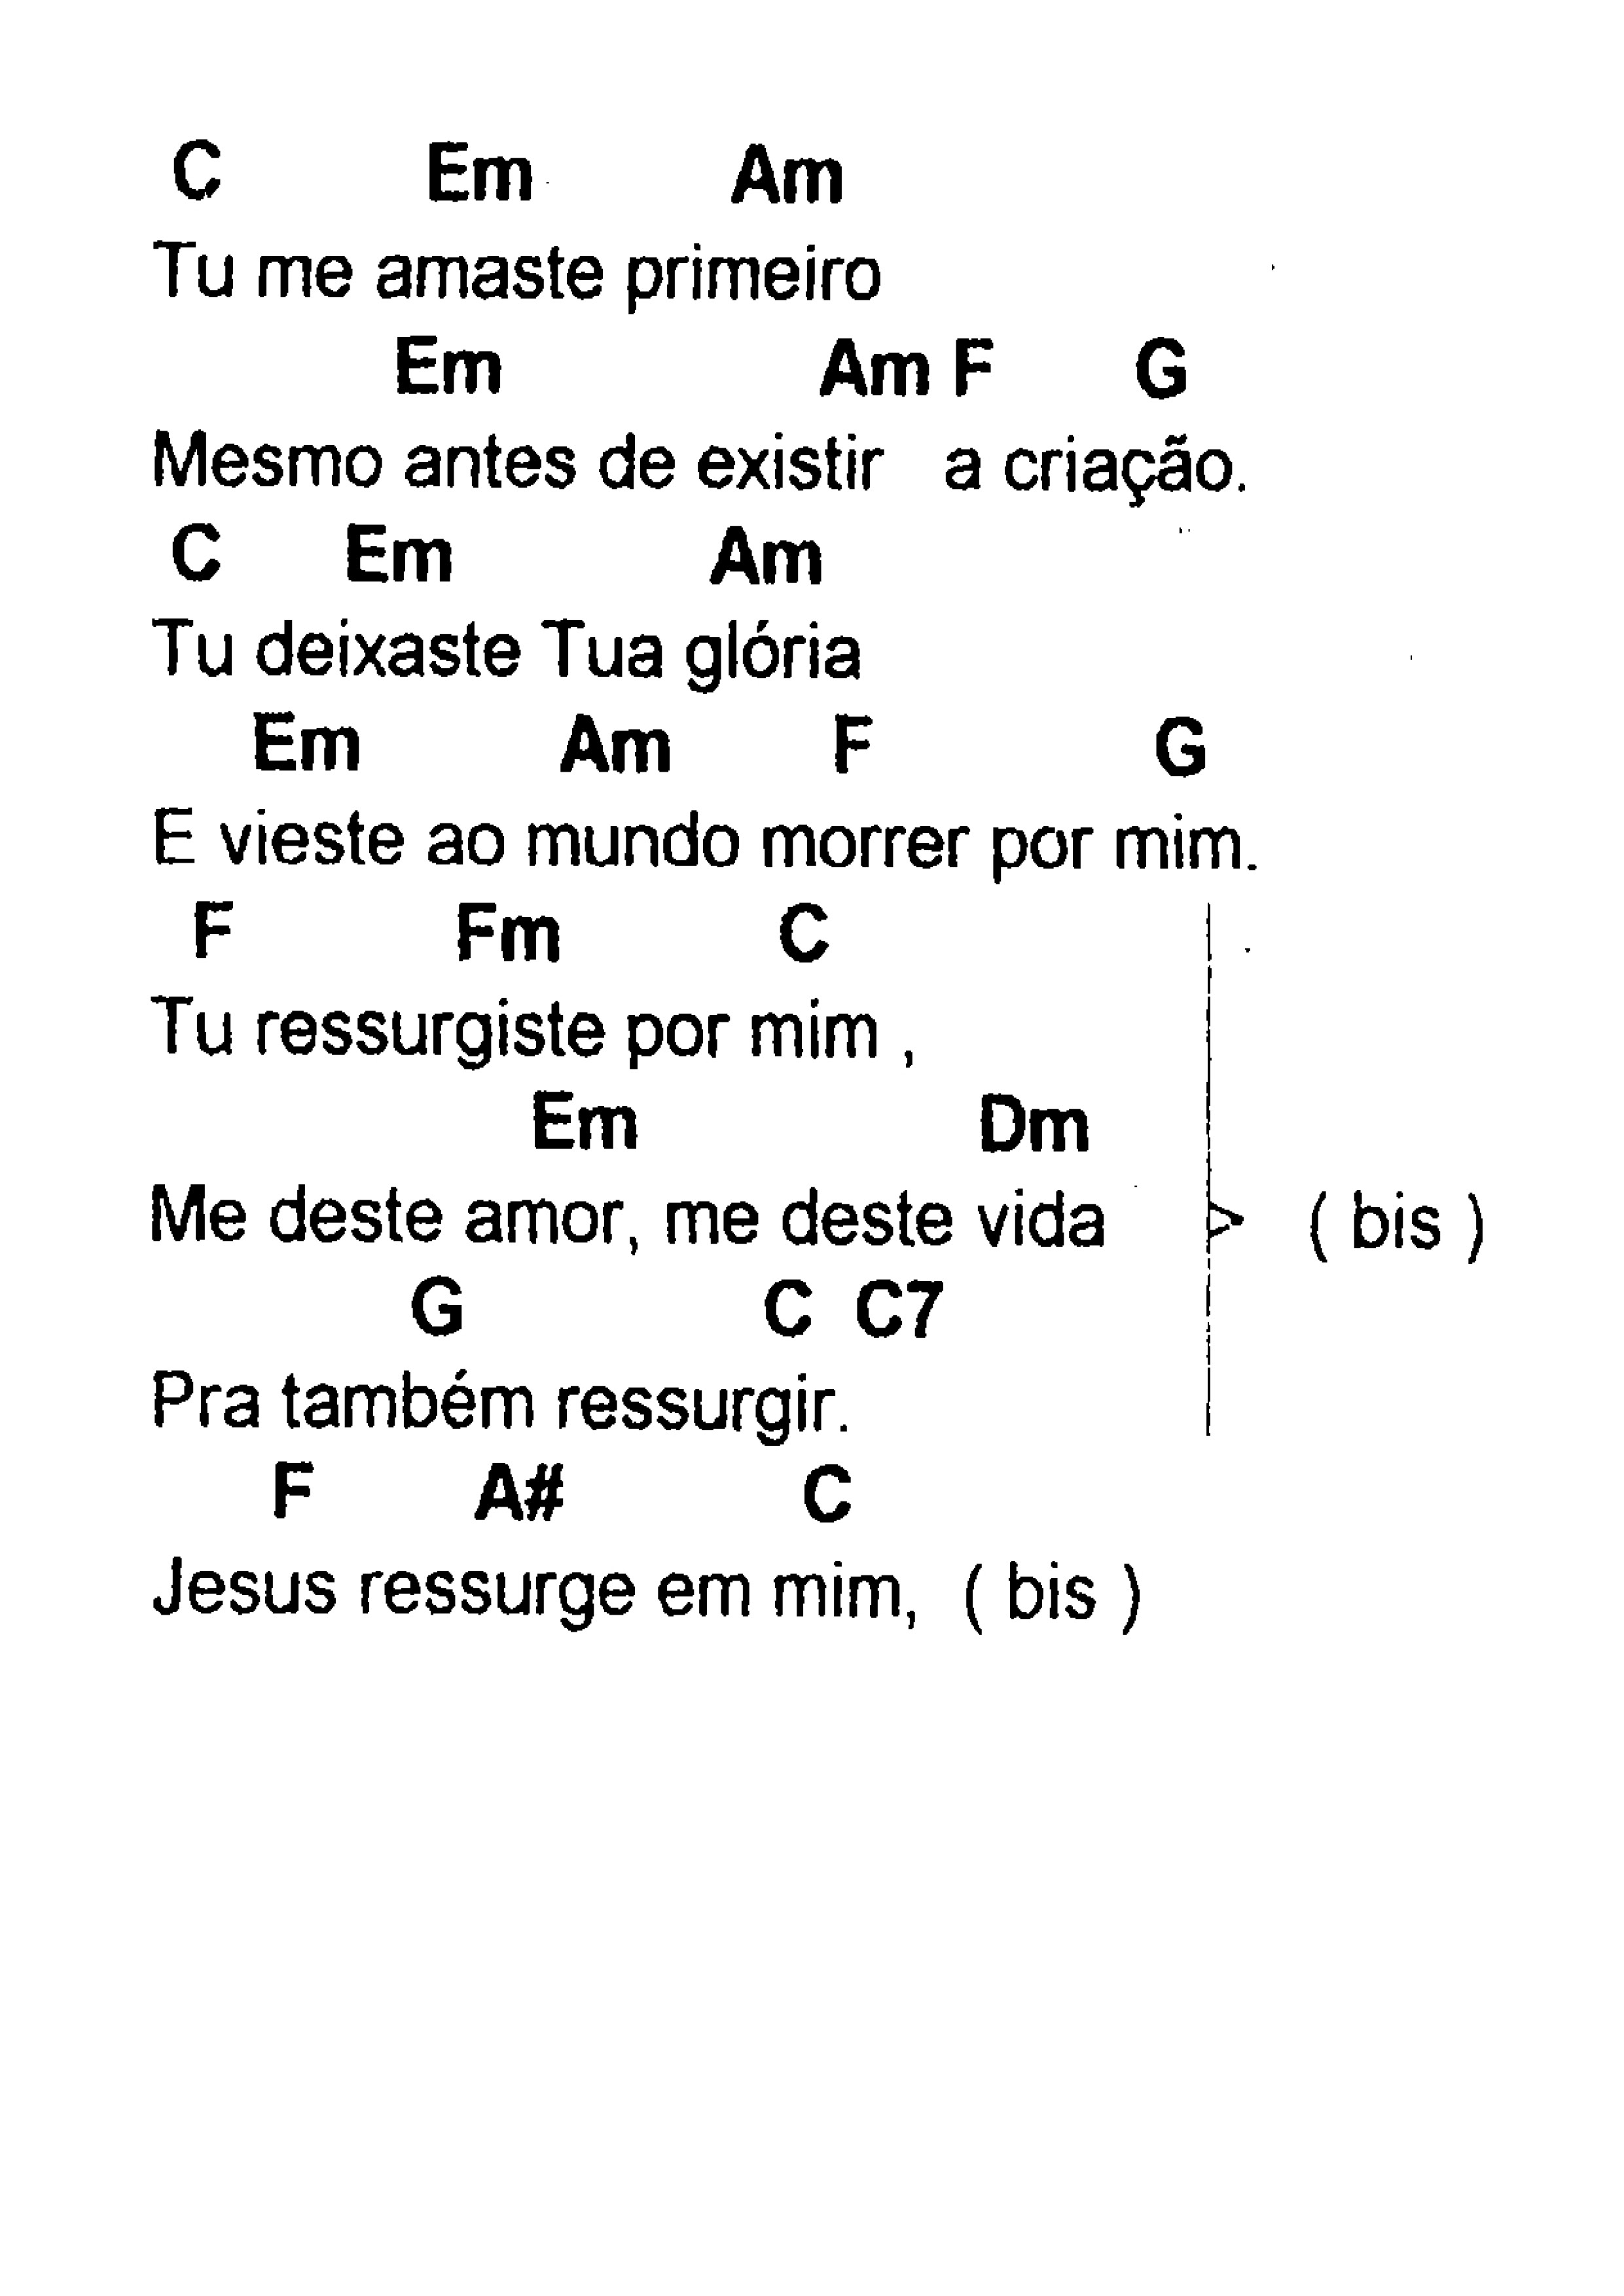 C Em Am
Tu me amaste primeiro
Em Am F G
Mesmo antes de existir a criação.
C Em Am
Tu deixaste Tua glória
Em Am F G
E vieste ao mundo morrer por mim.
F Fm C
Tu ressurgiste por mim ,
Em Dm
Me deste amor, me deste vida ( bis )
G C C7
Pra também ressurgir.
F A# C
Jesus ressurge em mim, ( bis )